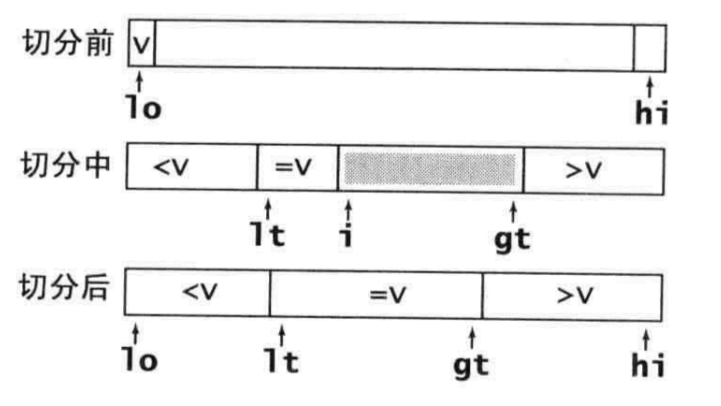 切分前 v
lo hi
切分中 <v =v >v
lt i gt
切分后 <v =v >v
lo lt gt hi